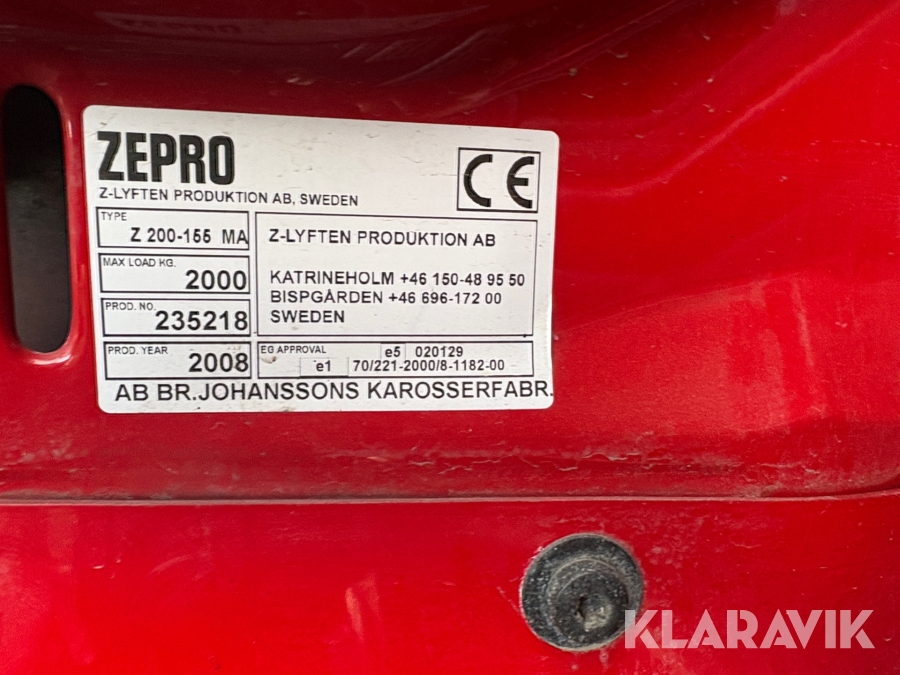 ZEPRO
Z-LYFTEN PRODUKTION AB, SWEDEN
CE
TYPE
Z 200-155 MA
MAX LOAD KG.
2000
PROD. NO.
235218
PROD. YEAR
2008
Z-LYFTEN PRODUKTION AB
KATRINEHOLM +46 150-48 95 50
BISPGÅRDEN +46 696-172 00
SWEDEN
EG APPROVAL e5 020129
e1 70/221-2000/8-1182-00
AB BR.JOHANSSONS KAROSSERFABR.
KLARAVIK